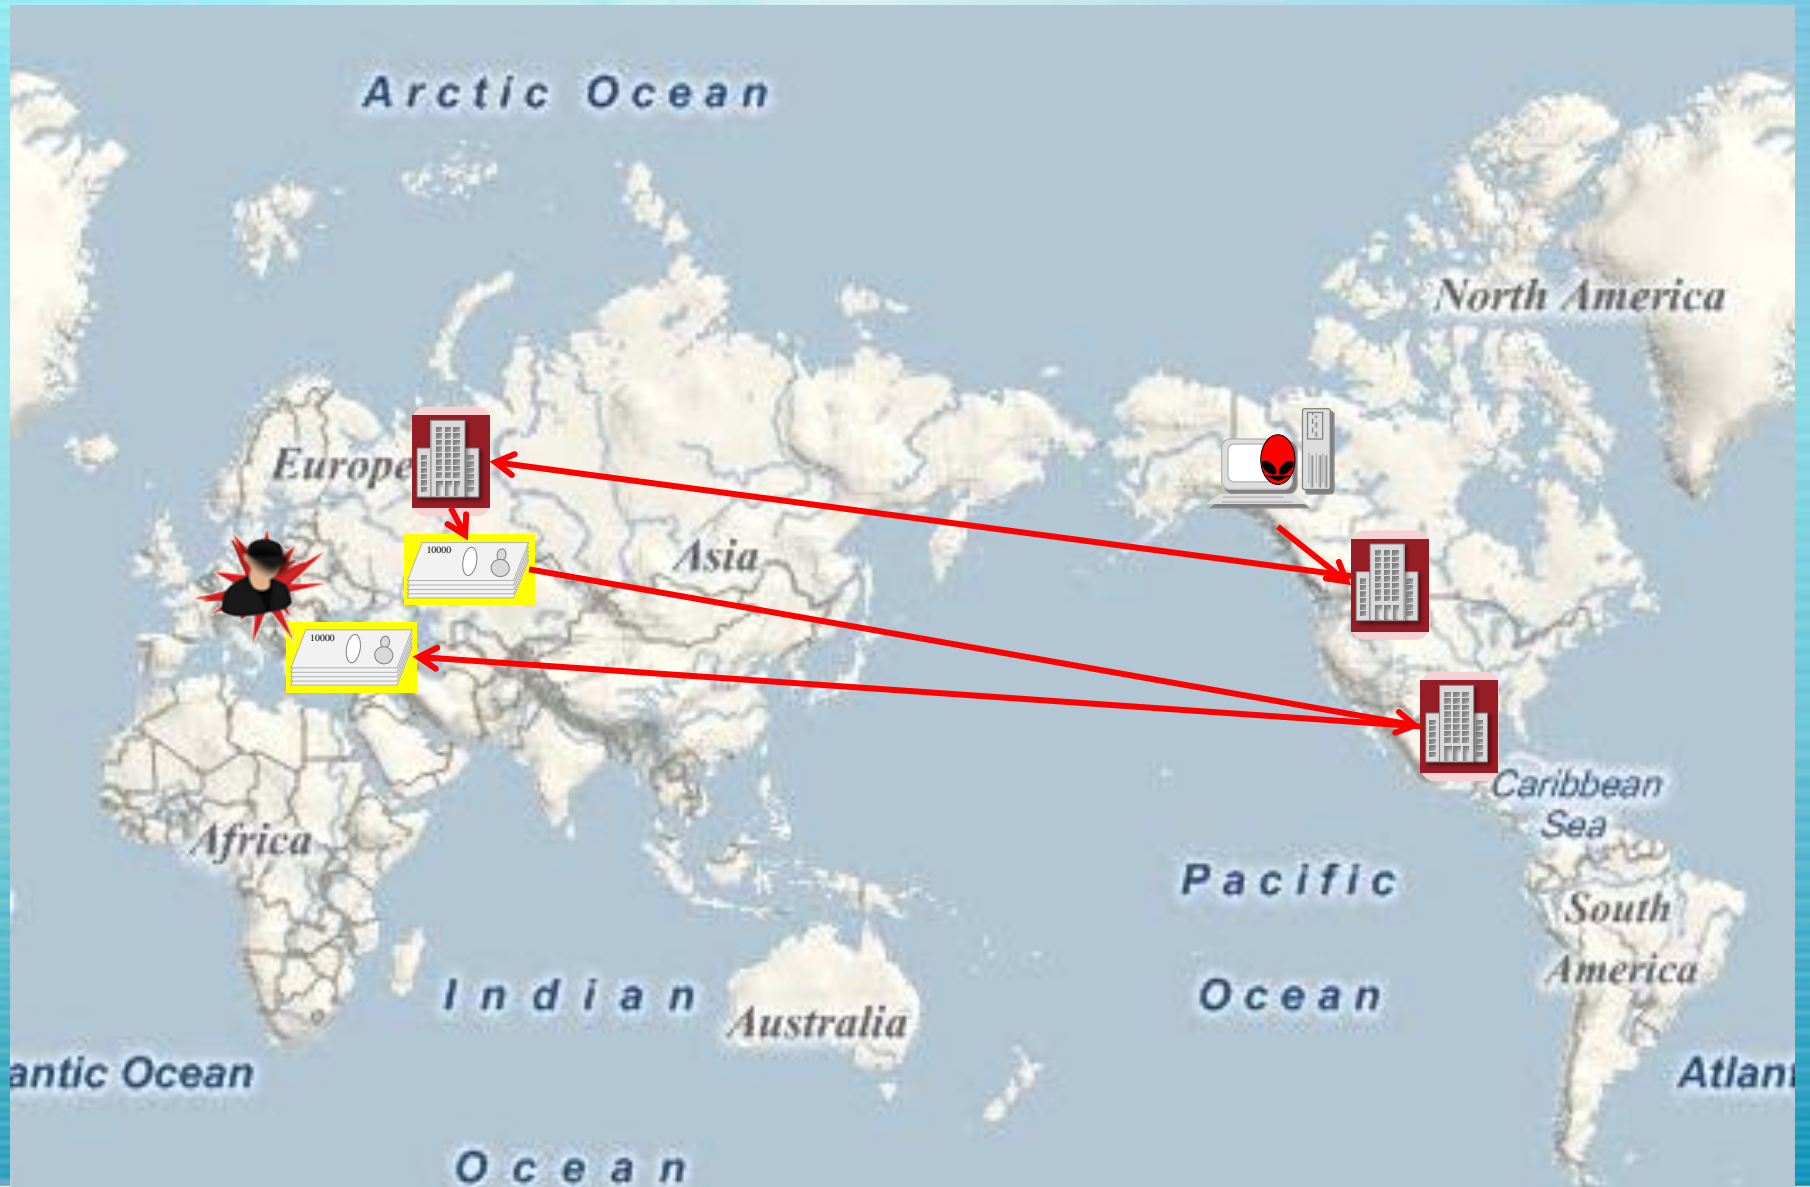 Arctic Ocean
North America
Europe
10000
Asia
10000
Caribbean
Sea
Africa
Pacific
South
America
Indian
Ocean
Australia
antic Ocean
Atlant
Ocean